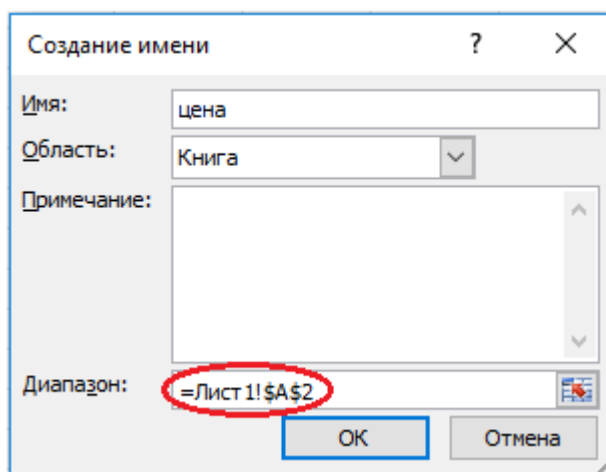 Создание имени ? ×
Имя: цена
Область: Книга
Примечание:
Диапазон: =Лист1!$A$2
ОК Отмена